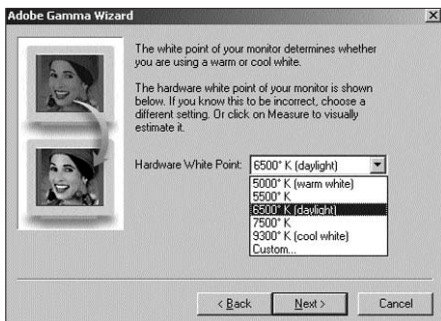 Adobe Gamma Wizard
The white point of your monitor determines whether
you are using a warm or cool white.
The hardware white point of your monitor is shown
below. If you know this to be incorrect, choose a
different setting. Or click on Measure to visually
estimate it.
Hardware White Point: 6500° K (daylight)
5000° K (warm white)
5500° K
6500° K (daylight)
7500° K
9300° K (cool white)
Custom...
< Back Next > Cancel